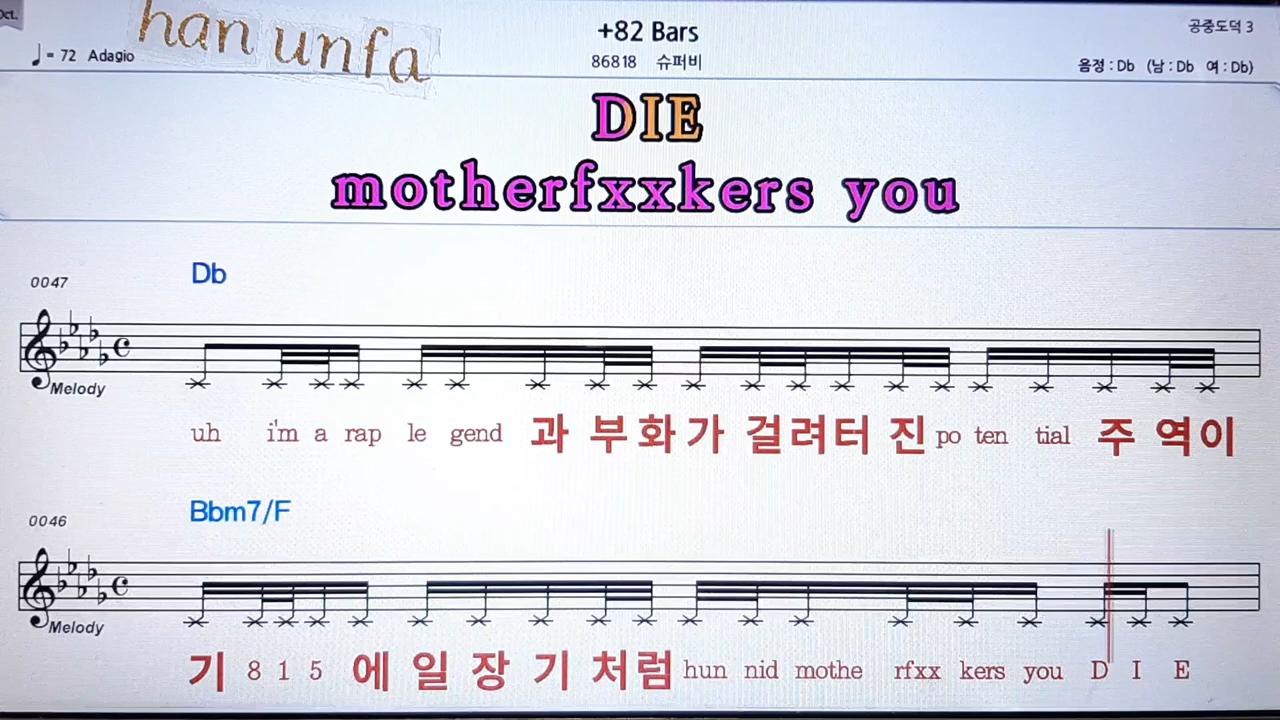 Oct.
han unfa
♩= 72 Adagio
+82 Bars
86818 슈퍼비
공중도덕 3
음정 : Db (남 : Db 여 : Db)
DIE
motherfxxkers you
0047
Db
Melody
uh i'm a rap le gend 과 부 화 가 걸 려 터 진 po ten tial 주 역 이
0046
Bbm7/F
Melody
기 8 1 5 에 일 장 기 처 럼 hun nid mothe rfxx kers you D I E